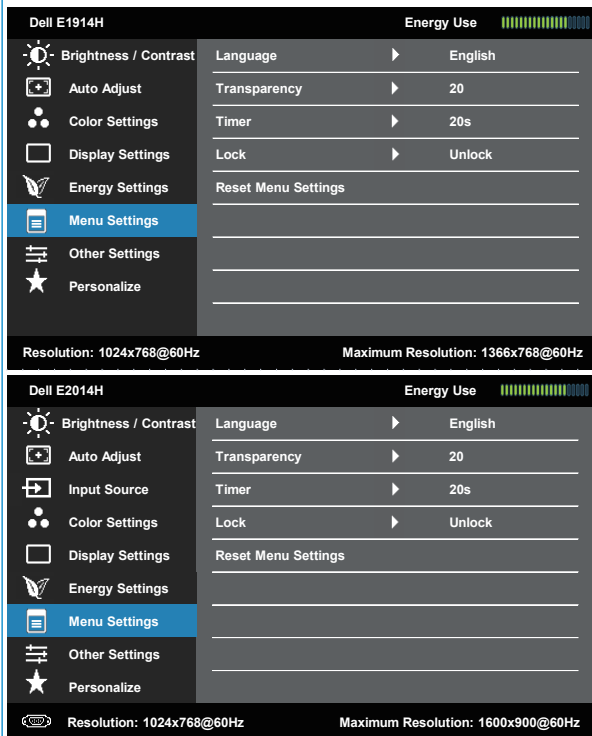 Dell E1914H Energy Use
Brightness / Contrast Language English
Auto Adjust Transparency 20
Color Settings Timer 20s
Display Settings Lock Unlock
Energy Settings Reset Menu Settings
Menu Settings
Other Settings
Personalize
Resolution: 1024x768@60Hz Maximum Resolution: 1366x768@60Hz
Dell E2014H Energy Use
Brightness / Contrast Language English
Auto Adjust Transparency 20
Input Source Timer 20s
Color Settings Lock Unlock
Display Settings Reset Menu Settings
Energy Settings
Menu Settings
Other Settings
Personalize
Resolution: 1024x768@60Hz Maximum Resolution: 1600x900@60Hz